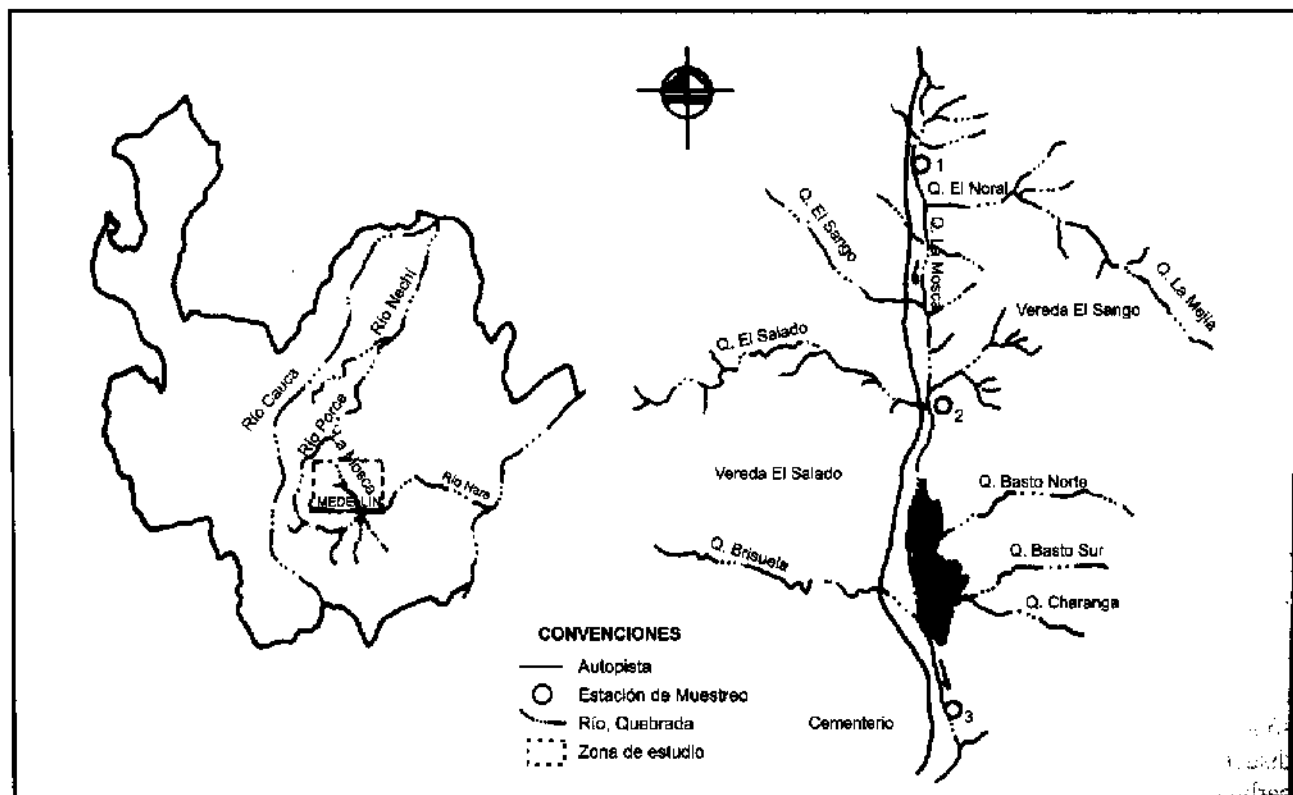 Río Cauca
Río Nechí
Río Porce
La Mosca
MEDELLIN
Río Nare
1
Q. El Noral
Q. El Sango
Q. La Mosca
Q. La Mejía
Vereda El Sango
Q. El Salado
2
Vereda El Salado
Q. Basto Norte
Q. Basto Sur
Q. Brisuela
Q. Charanga
CONVENCIONES
Autopista
Estación de Muestreo
Río, Quebrada
Zona de estudio
Cementerio
3